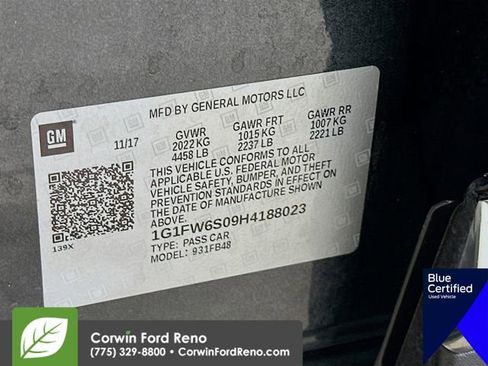 MFD BY GENERAL MOTORS LLC
GM
11/17
GVWR
2022 KG
4458 LB
GAWR FRT
1015 KG
2237 LB
GAWR RR
1007 KG
2221 LB
THIS VEHICLE CONFORMS TO ALL
APPLICABLE U.S. FEDERAL MOTOR
VEHICLE SAFETY, BUMPER, AND THEFT
PREVENTION STANDARDS IN EFFECT ON
THE DATE OF MANUFACTURE SHOWN
ABOVE.
139X
1G1FW6S09H4188023
TYPE: PASS CAR
MODEL: 931FB48
Blue
Certified
Used Vehicle
Corwin Ford Reno
(775) 329-8800 • CorwinFordReno.com